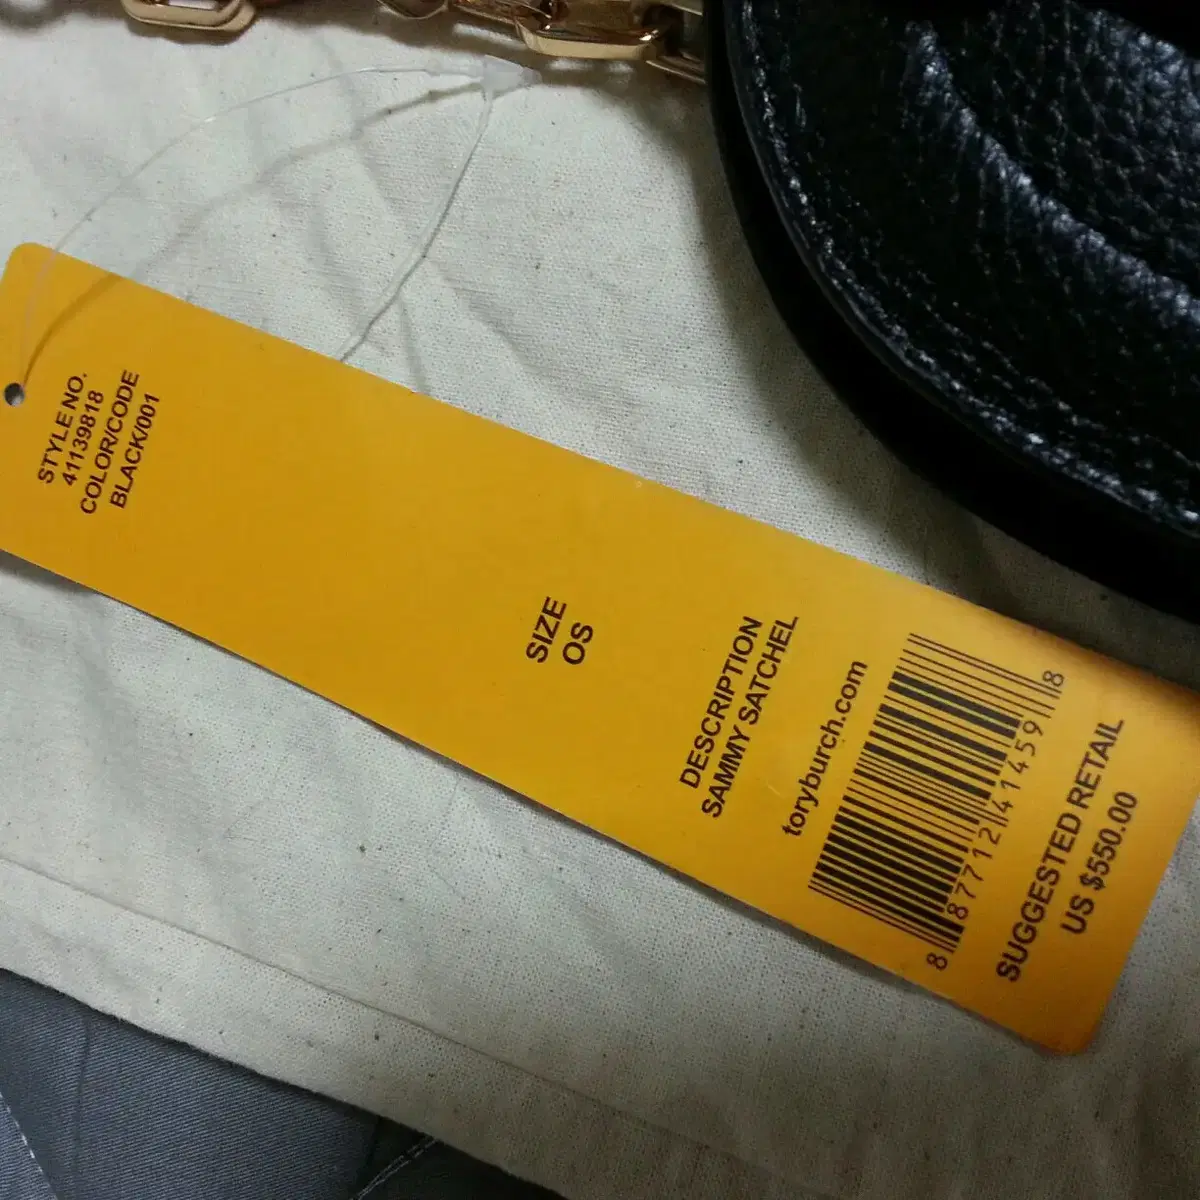 STYLE NO.
41139818
COLOR/CODE
BLACK/001
SIZE
OS
DESCRIPTION
SAMMY SATCHEL
toryburch.com
8 87712 41459 8
SUGGESTED RETAIL
US $550.00